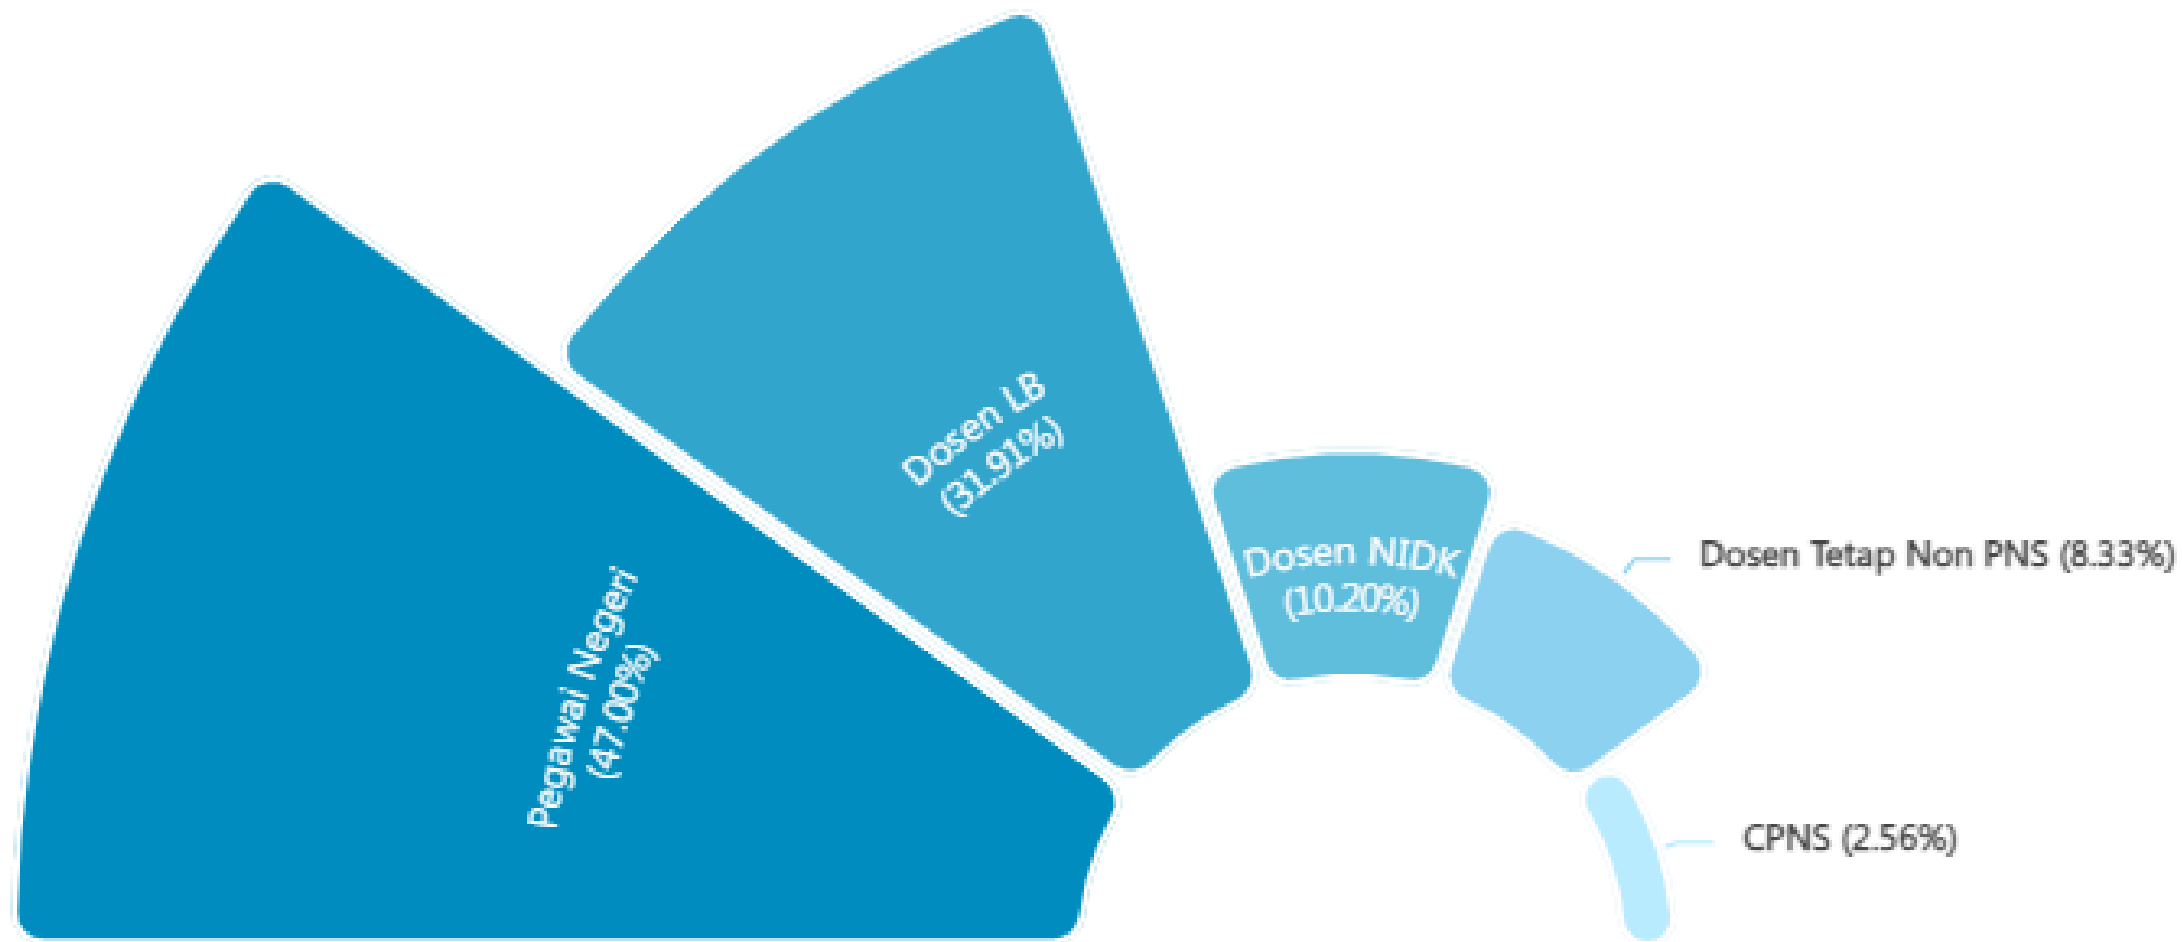 Pegawai Negeri
(47.00%)
Dosen LB
(31.91%)
Dosen NIDK
(10.20%)
Dosen Tetap Non PNS (8.33%)
CPNS (2.56%)